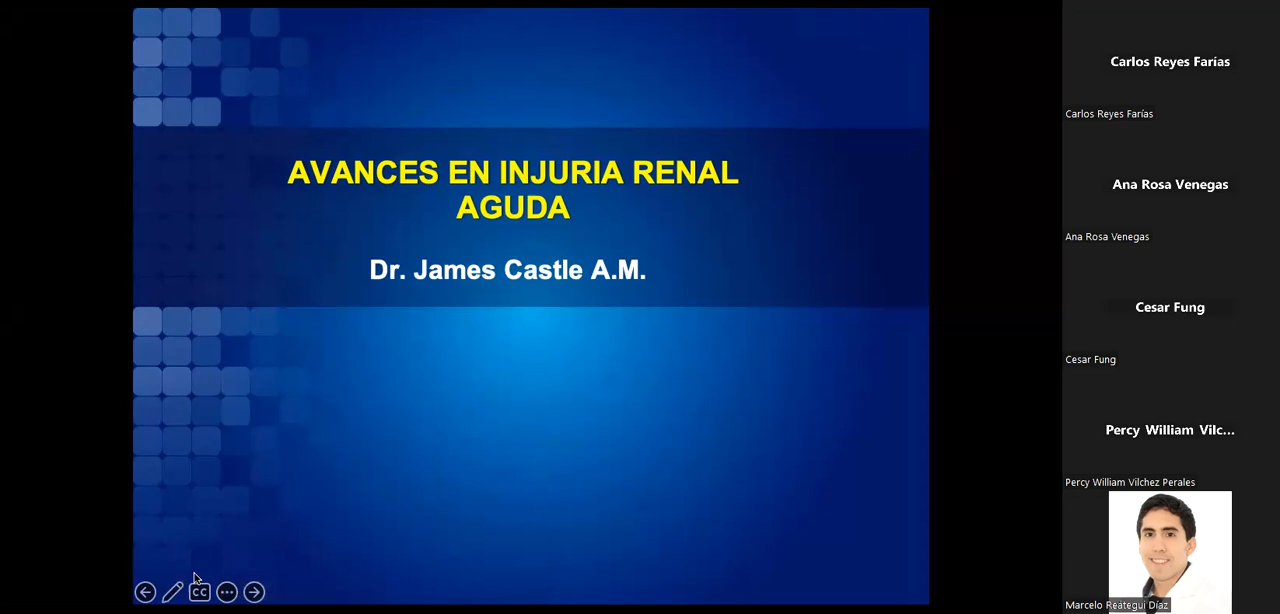 AVANCES EN INJURIA RENAL
AGUDA
Dr. James Castle A.M.
CC
Carlos Reyes Farías
Carlos Reyes Farías
Ana Rosa Venegas
Ana Rosa Venegas
Cesar Fung
Cesar Fung
Percy William Vilc...
Percy William Vilchez Perales
Marcelo Reátegui Díaz